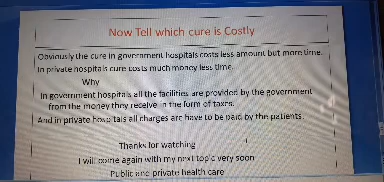 Now Tell which cure is Costly
Obviously the cure in government hospitals costs less amount but more time.
In private hospitals cure costs much money less time.
Why
In government hospitals all the facilities are provided by the government
from the money they receive in the form of taxes.
And in private hospitals all charges are have to be paid by the patients.
Thanks for watching
I will come again with my next topic very soon
Public and private health care